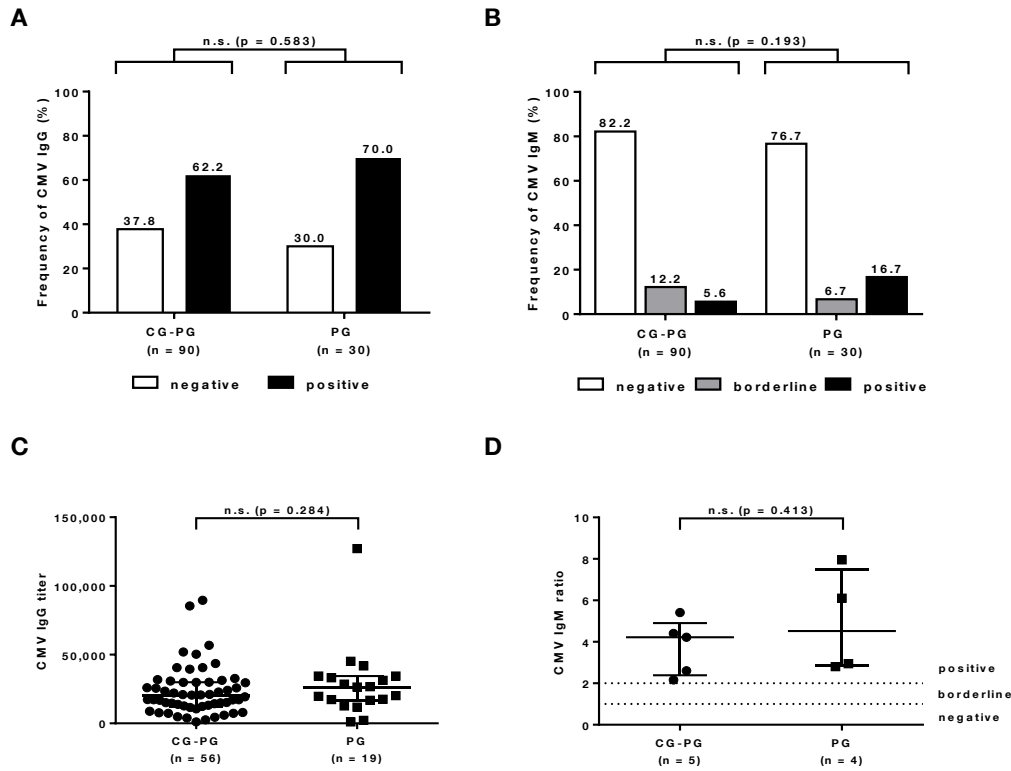 A
n.s. (p = 0.583)
Frequency of CMV IgG (%)
100
80
60
40
20
0
37.8
62.2
30.0
70.0
CG-PG
(n = 90)
PG
(n = 30)
negative
positive
B
n.s. (p = 0.193)
Frequency of CMV IgM (%)
100
80
60
40
20
0
82.2
12.2
5.6
76.7
6.7
16.7
CG-PG
(n = 90)
PG
(n = 30)
negative
borderline
positive
C
n.s. (p = 0.284)
CMV IgG titer
150,000
100,000
50,000
0
CG-PG
(n = 56)
PG
(n = 19)
D
n.s. (p = 0.413)
CMV IgM ratio
10
8
6
4
2
0
positive
borderline
negative
CG-PG
(n = 5)
PG
(n = 4)